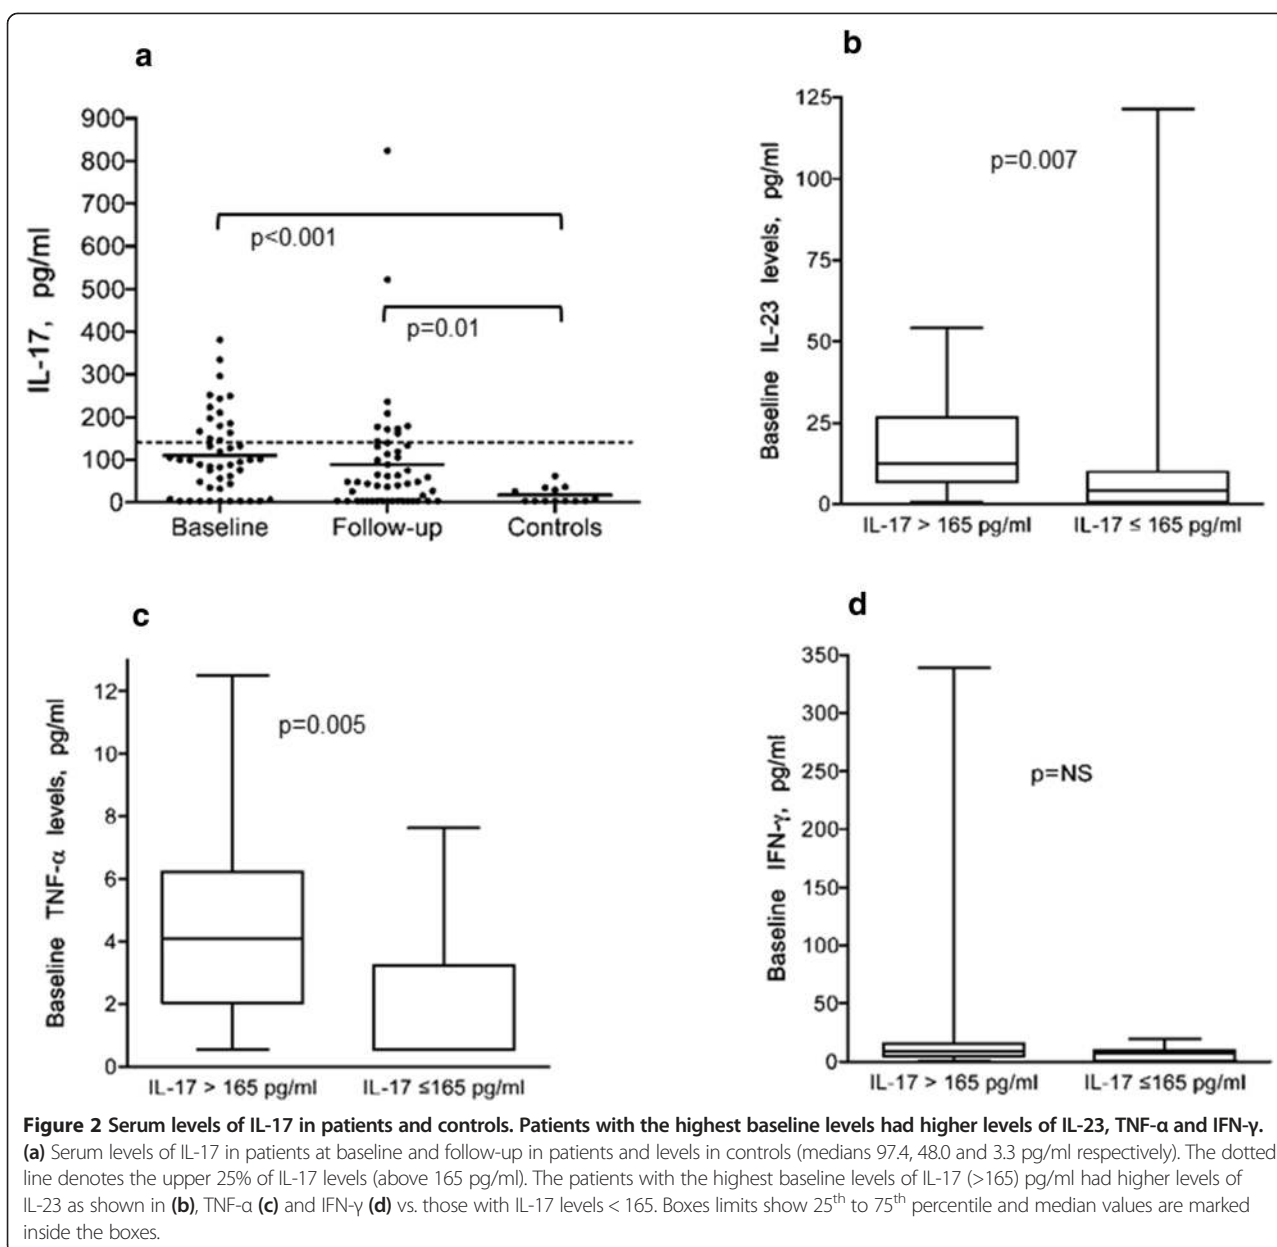 a
900
800
700
600
500
400
300
200
100
0
IL-17, pg/ml
p<0.001
p=0.01
Baseline Follow-up Controls
b
125
100
75
50
25
0
Baseline IL-23 levels, pg/ml
p=0.007
IL-17 > 165 pg/ml IL-17 ≤ 165 pg/ml
c
12
10
8
6
4
2
0
Baseline TNF-α levels, pg/ml
p=0.005
IL-17 > 165 pg/ml IL-17 ≤165 pg/ml
d
350
300
250
200
150
100
50
0
Baseline IFN-γ, pg/ml
p=NS
IL-17 > 165 pg/ml IL-17 ≤165 pg/ml
Figure 2 Serum levels of IL-17 in patients and controls. Patients with the highest baseline levels had higher levels of IL-23, TNF-α and IFN-γ.
(a) Serum levels of IL-17 in patients at baseline and follow-up in patients and levels in controls (medians 97.4, 48.0 and 3.3 pg/ml respectively). The dotted
line denotes the upper 25% of IL-17 levels (above 165 pg/ml). The patients with the highest baseline levels of IL-17 (>165) pg/ml had higher levels of
IL-23 as shown in (b), TNF-α (c) and IFN-γ (d) vs. those with IL-17 levels < 165. Boxes limits show 25th to 75th percentile and median values are marked
inside the boxes.